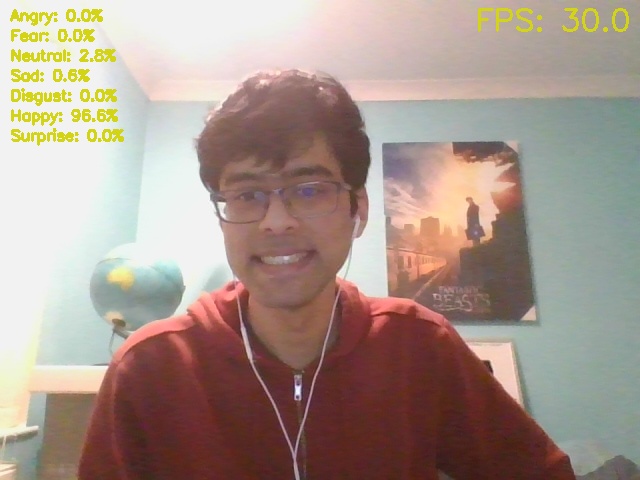 Angry: 0.0%
Fear: 0.0%
Neutral: 2.8%
Sad: 0.6%
Disgust: 0.0%
Happy: 96.6%
Surprise: 0.0%
FPS: 30.0
FANTASTIC
BEASTS